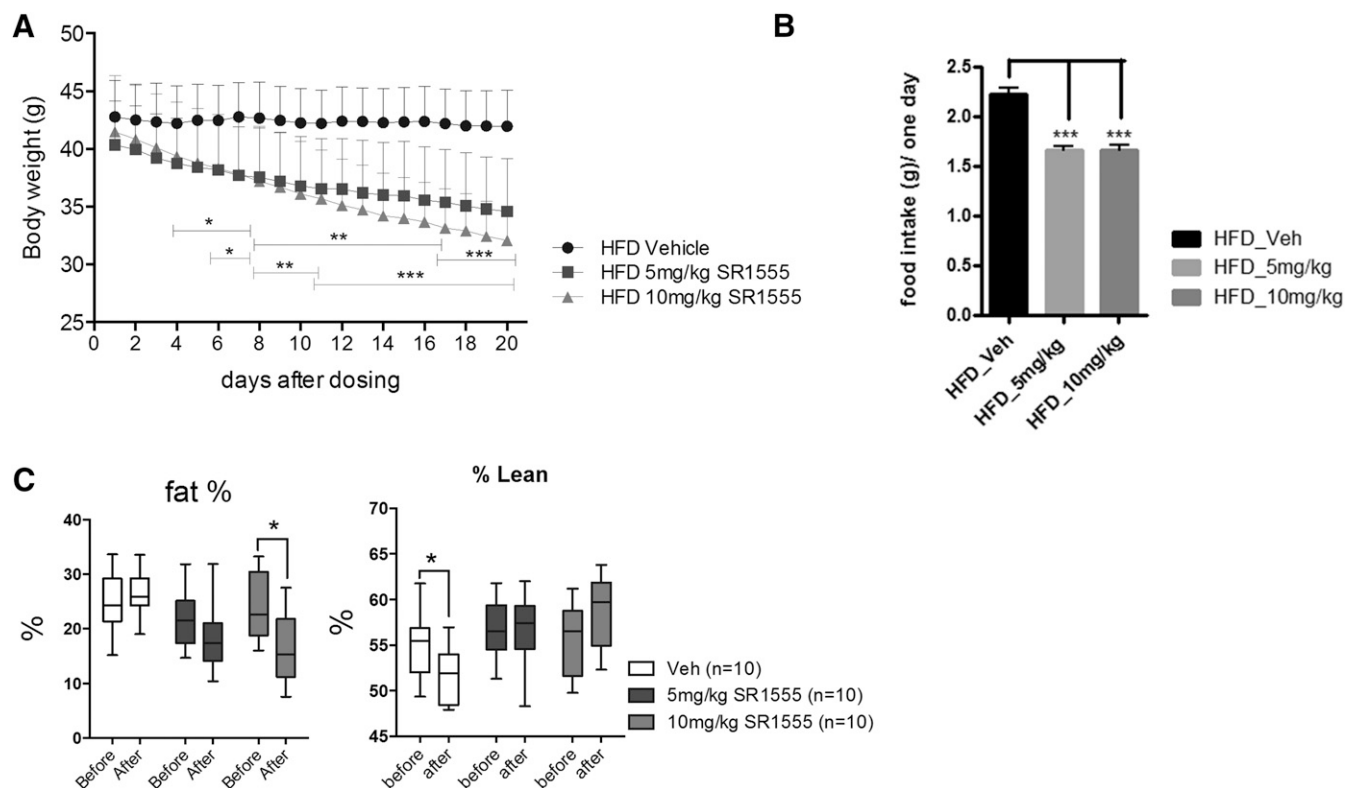 A
50
45
40
35
30
25
Body weight (g)
*
**
*
**
***
***
0 2 4 6 8 10 12 14 16 18 20
days after dosing
HFD Vehicle
HFD 5mg/kg SR1555
HFD 10mg/kg SR1555
B
2.5
2.0
1.5
1.0
0.5
0.0
food intake (g)/ one day
*** ***
HFD_Veh
HFD_5mg/kg
HFD_10mg/kg
HFD_Veh
HFD_5mg/kg
HFD_10mg/kg
C
fat %
40
30
20
10
0
%
*
Before After Before After Before After
% Lean
70
65
60
55
50
45
%
*
before after before after before after
Veh (n=10)
5mg/kg SR1555 (n=10)
10mg/kg SR1555 (n=10)